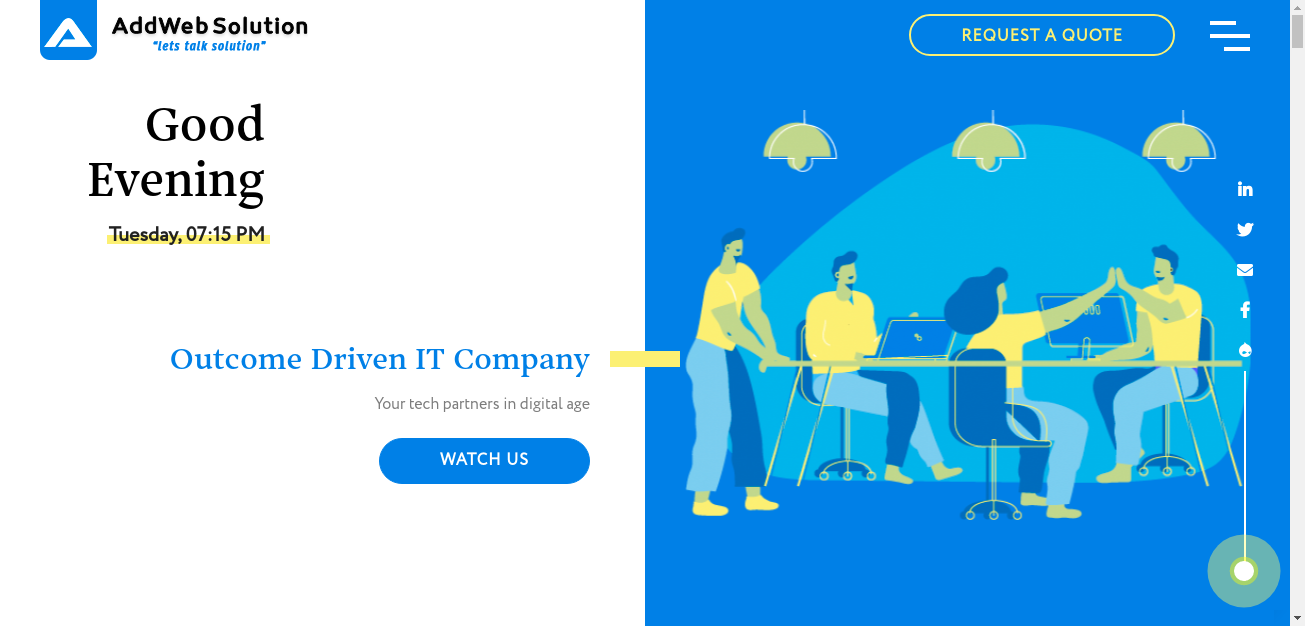 AddWeb Solution
"lets talk solution"
REQUEST A QUOTE
Good
Evening
Tuesday, 07:15 PM
Outcome Driven IT Company
Your tech partners in digital age
WATCH US